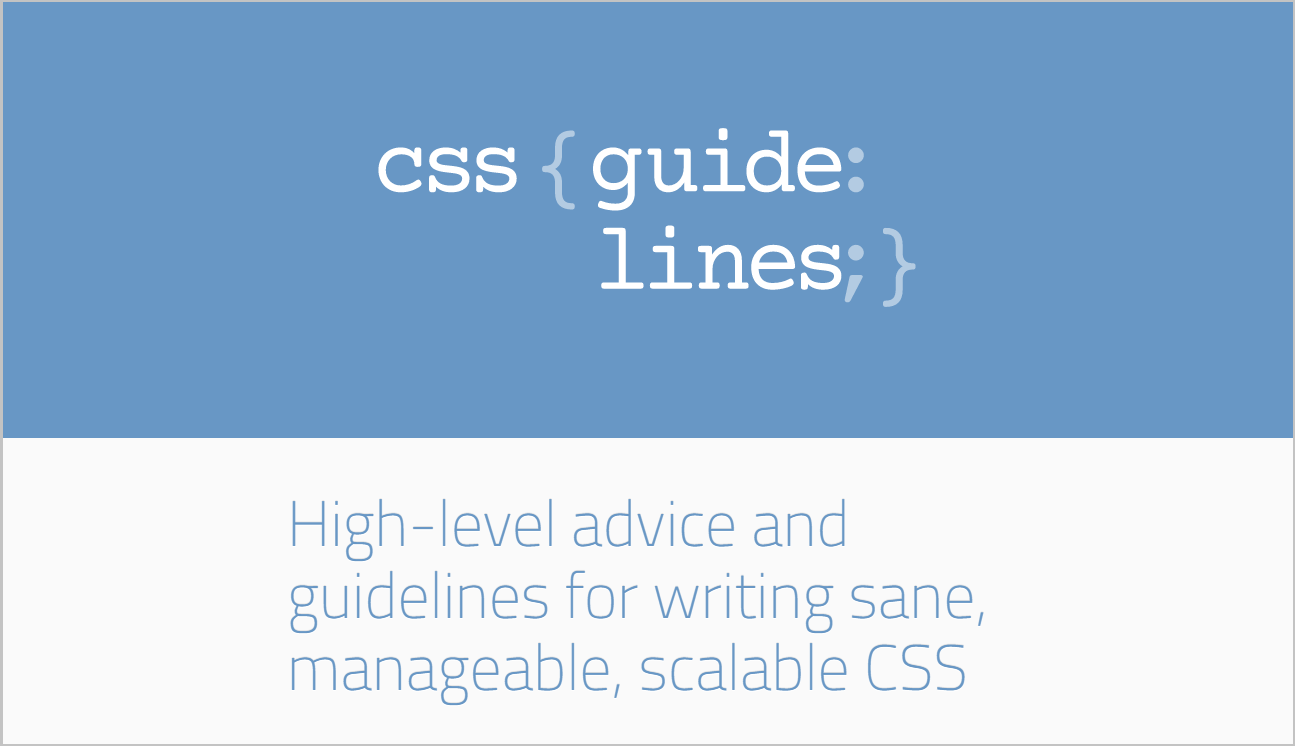 css { guide:
lines; }
High-level advice and
guidelines for writing sane,
manageable, scalable CSS